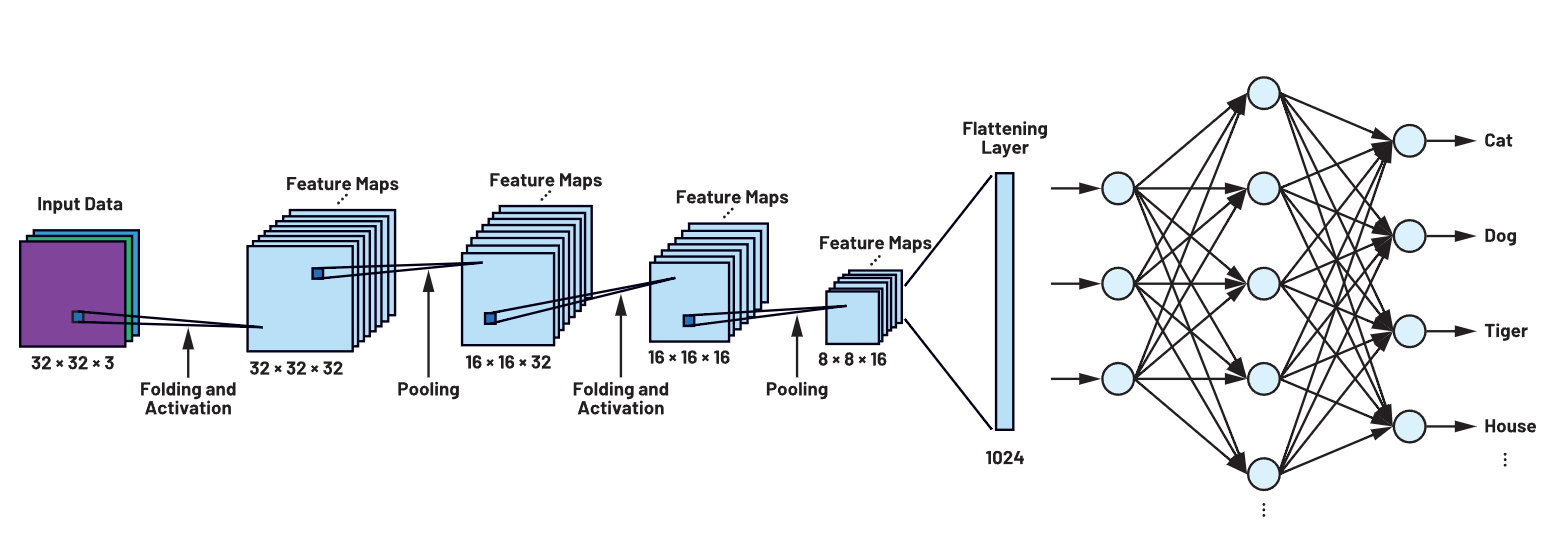 Input Data
32 × 32 × 3
Folding and
Activation
Feature Maps
32 × 32 × 32
Pooling
Feature Maps
16 × 16 × 32
Folding and
Activation
Feature Maps
16 × 16 × 16
Pooling
Feature Maps
8 × 8 × 16
Flattening
Layer
1024
Cat
Dog
Tiger
House